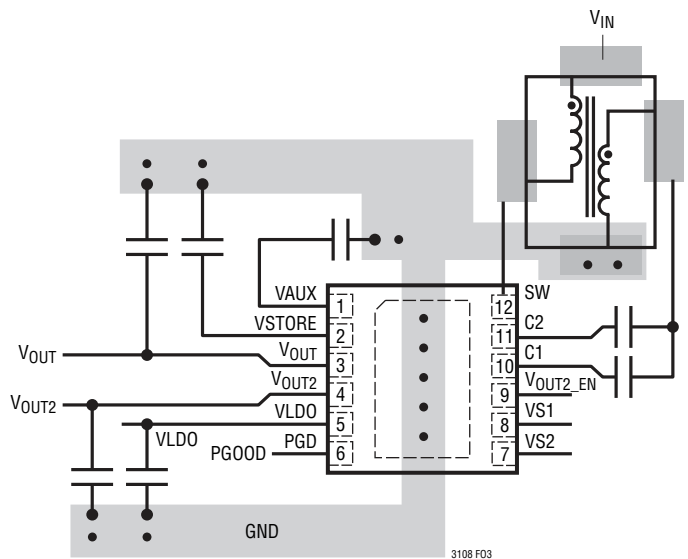 VIN
VAUX
1
12
SW
VSTORE
2
11
C2
VOUT
VOUT
3
10
C1
VOUT2
VOUT2
4
9
VOUT2_EN
VLDO
VLDO
5
8
VS1
PGOOD
PGD
6
7
VS2
GND
3108 F03